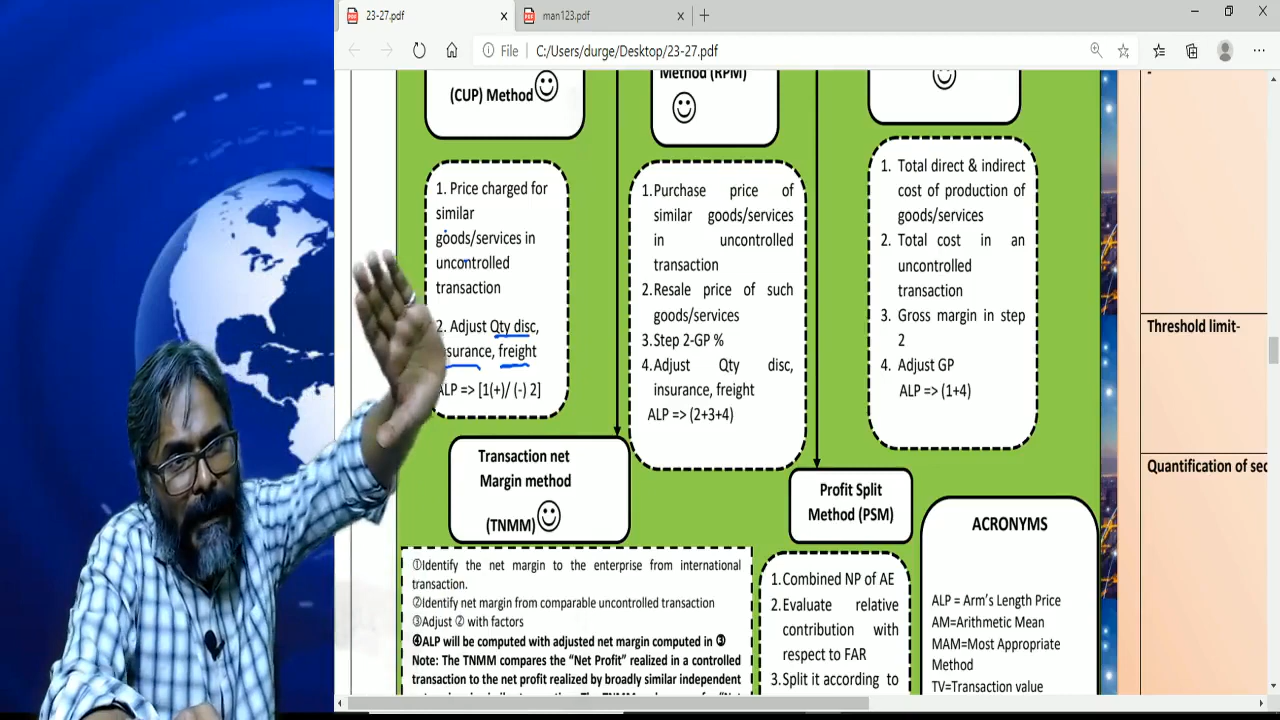 23-27.pdf
man123.pdf
File
C:/Users/durge/Desktop/23-27.pdf
(CUP) Method
Method (RPM)
1. Price charged for
similar
goods/services in
uncontrolled
transaction
2. Adjust Qty disc,
surance, freight
ALP => [1(+)/ (-) 2]
1.Purchase price of
similar goods/services
in uncontrolled
transaction
2.Resale price of such
goods/services
3.Step 2-GP %
4.Adjust Qty disc,
insurance, freight
ALP => (2+3+4)
1. Total direct & indirect
cost of production of
goods/services
2. Total cost in an
uncontrolled
transaction
3. Gross margin in step
2
4. Adjust GP
ALP => (1+4)
Transaction net
Margin method
(TNMM)
Profit Split
Method (PSM)
①Identify the net margin to the enterprise from international
transaction.
②Identify net margin from comparable uncontrolled transaction
③Adjust ② with factors
④ALP will be computed with adjusted net margin computed in ③
Note: The TNMM compares the “Net Profit” realized in a controlled
transaction to the net profit realized by broadly similar independent
1.Combined NP of AE
2.Evaluate relative
contribution with
respect to FAR
3.Split it according to
ACRONYMS
ALP = Arm's Length Price
AM=Arithmetic Mean
MAM=Most Appropriate
Method
TV=Transaction value
Threshold limit-
Quantification of sec